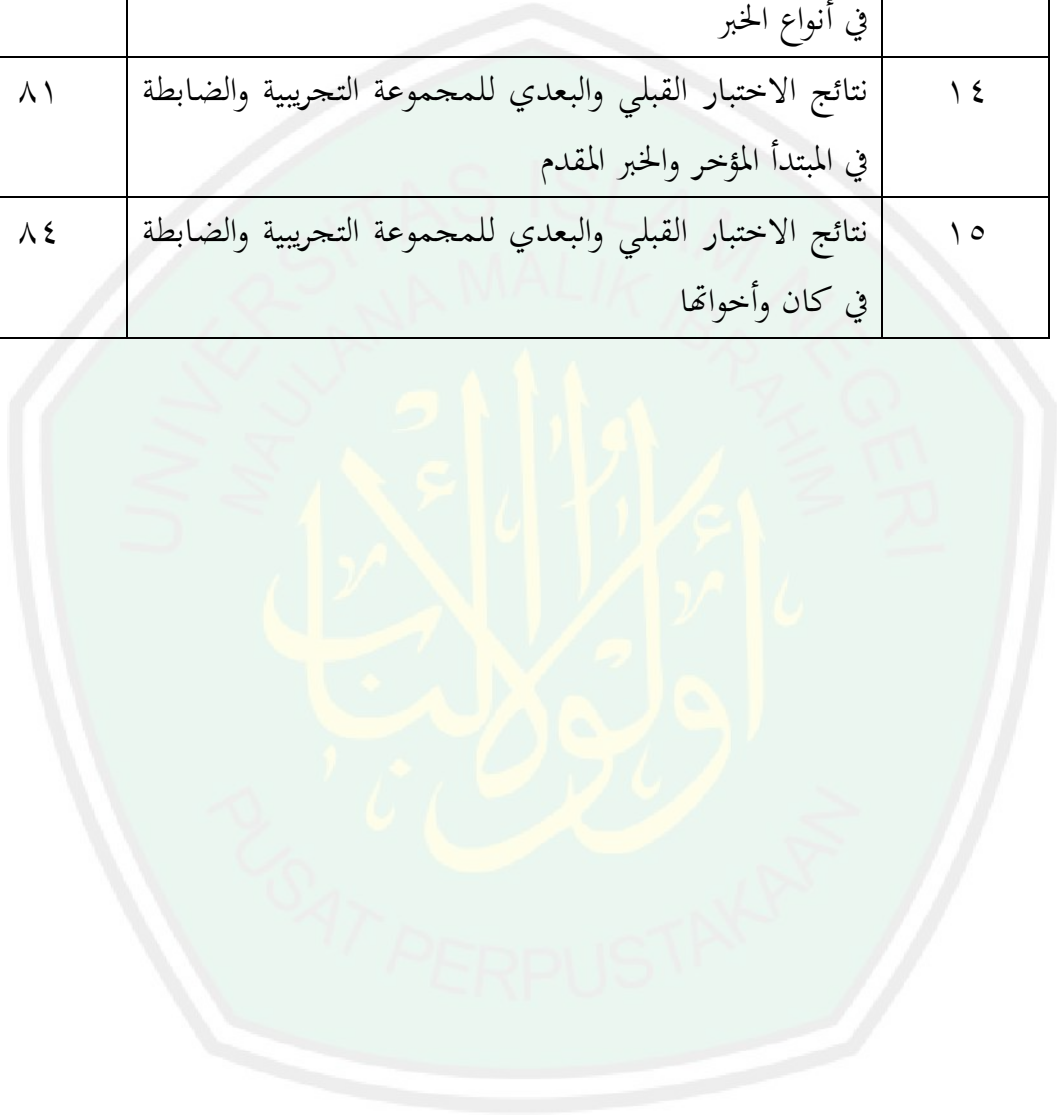 في أنواع الخبر
١٤ نتائج الاختبار القبلي والبعدي للمجموعة التجريبية والضابطة ٨١
في المبتدأ المؤخر والخبر المقدم
١٥ نتائج الاختبار القبلي والبعدي للمجموعة التجريبية والضابطة ٨٤
في كان وأخواتها
UNIVERSITAS ISLAM NEGERI
MAULANA MALIK IBRAHIM
أولوا الألباب
PUSAT PERPUSTAKAAN